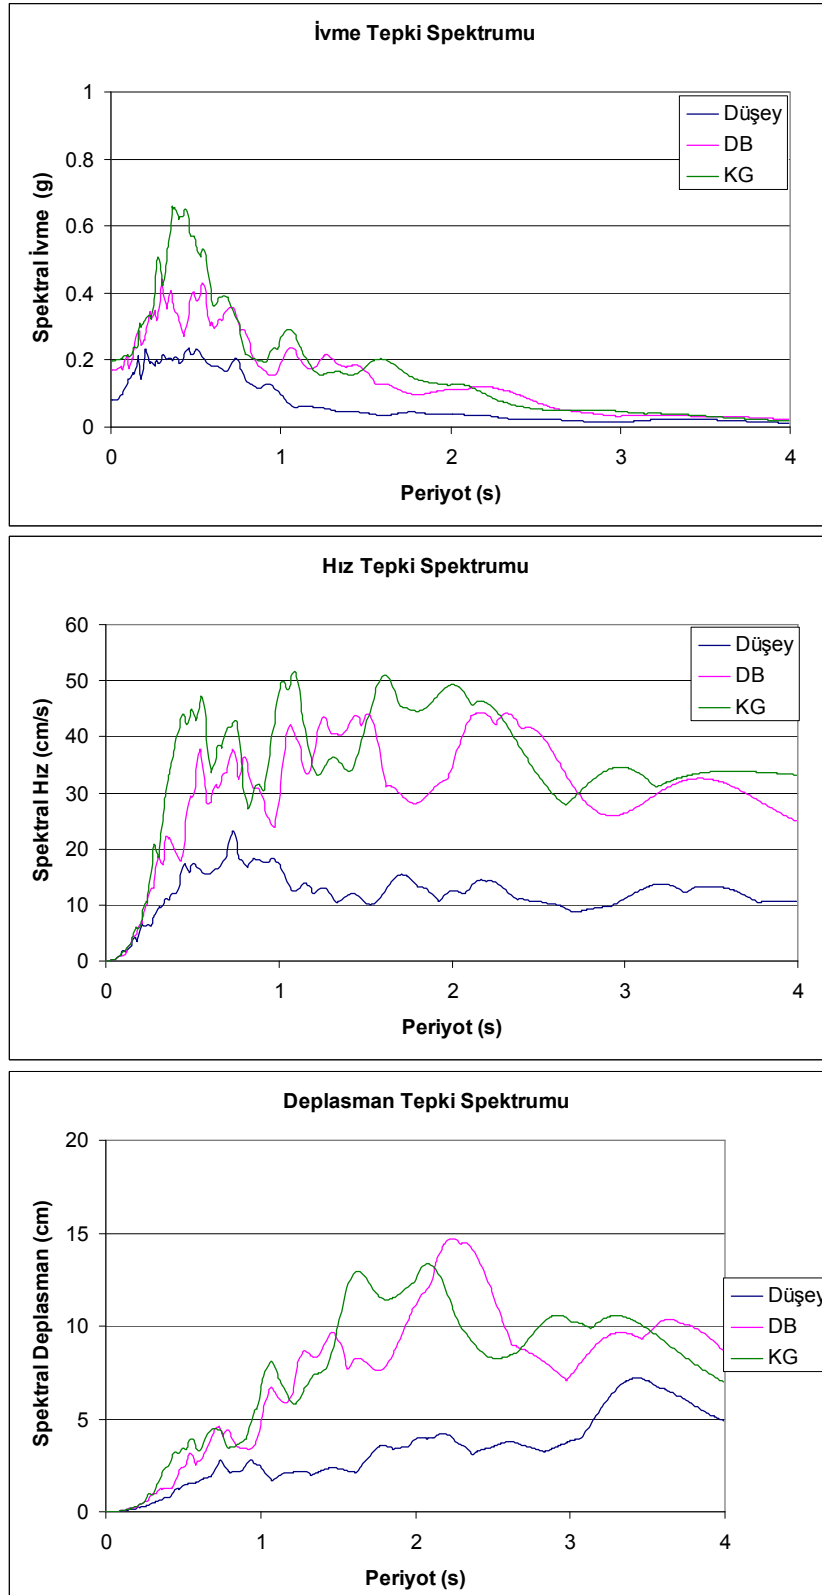 İvme Tepki Spektrumu
1
0.8
0.6
0.4
0.2
0
Spektral İvme (g)
Düşey
DB
KG
0 1 2 3 4
Periyot (s)
Hız Tepki Spektrumu
60
50
40
30
20
10
0
Spektral Hız (cm/s)
Düşey
DB
KG
0 1 2 3 4
Periyot (s)
Deplasman Tepki Spektrumu
20
15
10
5
0
Spektral Deplasman (cm)
Düşey
DB
KG
0 1 2 3 4
Periyot (s)